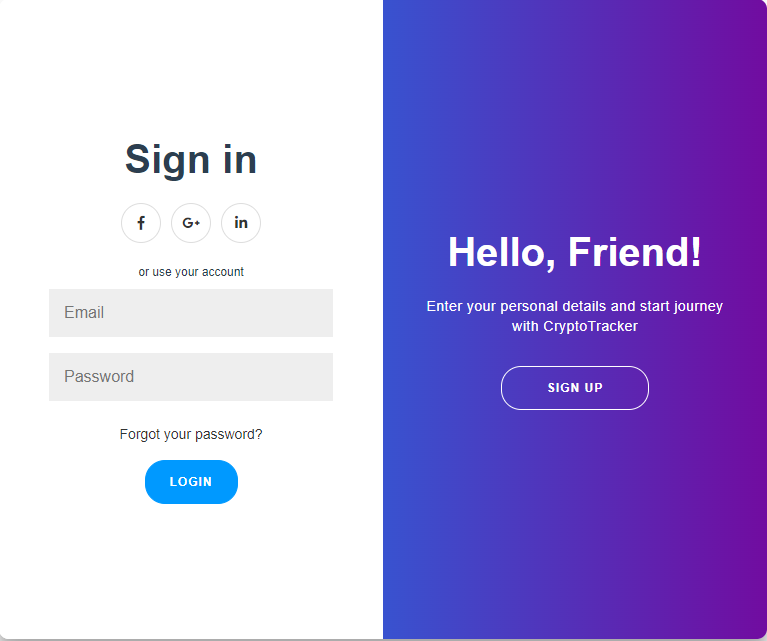 Sign in
f G+ in
or use your account
Email
Password
Forgot your password?
LOGIN
Hello, Friend!
Enter your personal details and start journey
with CryptoTracker
SIGN UP